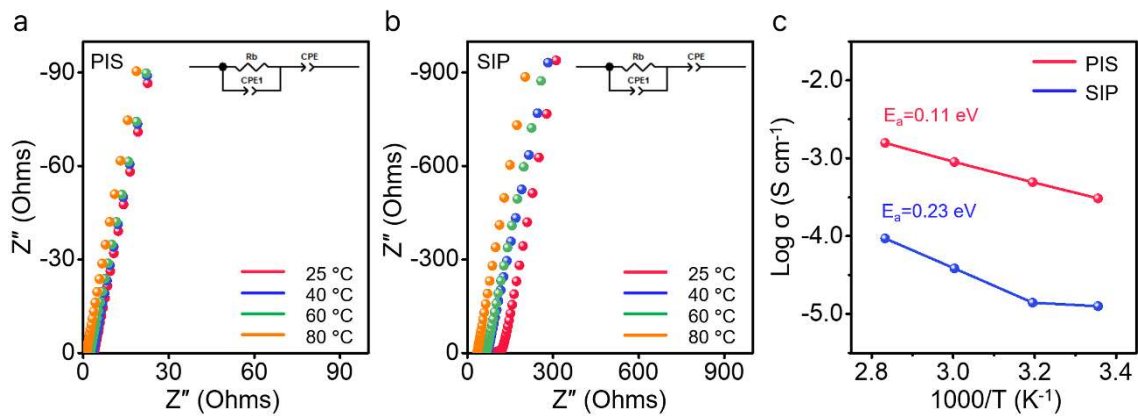 a
PIS
Rb
CPE
CPE1
-90
-60
-30
0
Z″ (Ohms)
25 °C
40 °C
60 °C
80 °C
0 30 60 90
Z″ (Ohms)
b
SIP
Rb
CPE
CPE1
-900
-600
-300
0
Z″ (Ohms)
25 °C
40 °C
60 °C
80 °C
0 300 600 900
Z″ (Ohms)
c
PIS
SIP
-2.0
-3.0
-4.0
-5.0
Log σ (S cm⁻¹)
Eₐ=0.11 eV
Eₐ=0.23 eV
2.8 3.0 3.2 3.4
1000/T (K⁻¹)